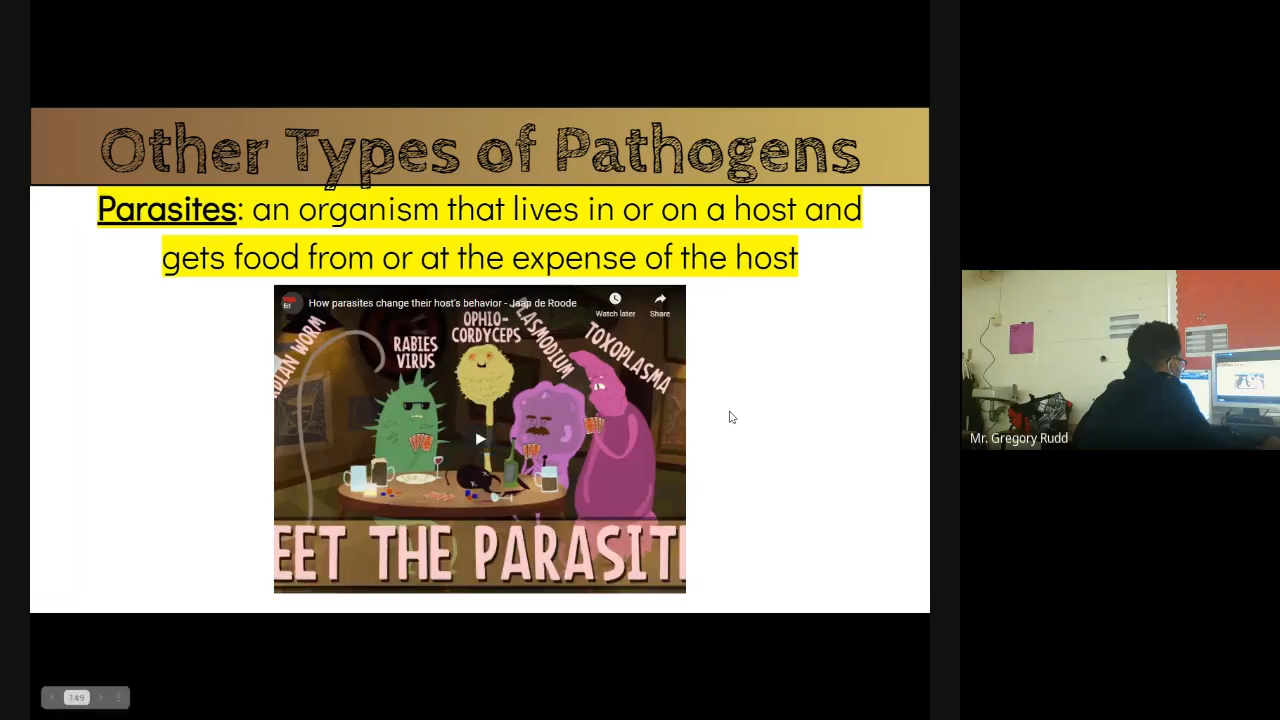 Other Types of Pathogens
Parasites: an organism that lives in or on a host and
gets food from or at the expense of the host
How parasites change their host's behavior - Jaap de Roode
Watch later
Share
Ed
RDIAN WORM
RABIES
VIRUS
OPHIO-
CORDYCEPS
PLASMODIUM
TOXOPLASMA
EET THE PARASIT
Mr. Gregory Rudd
149